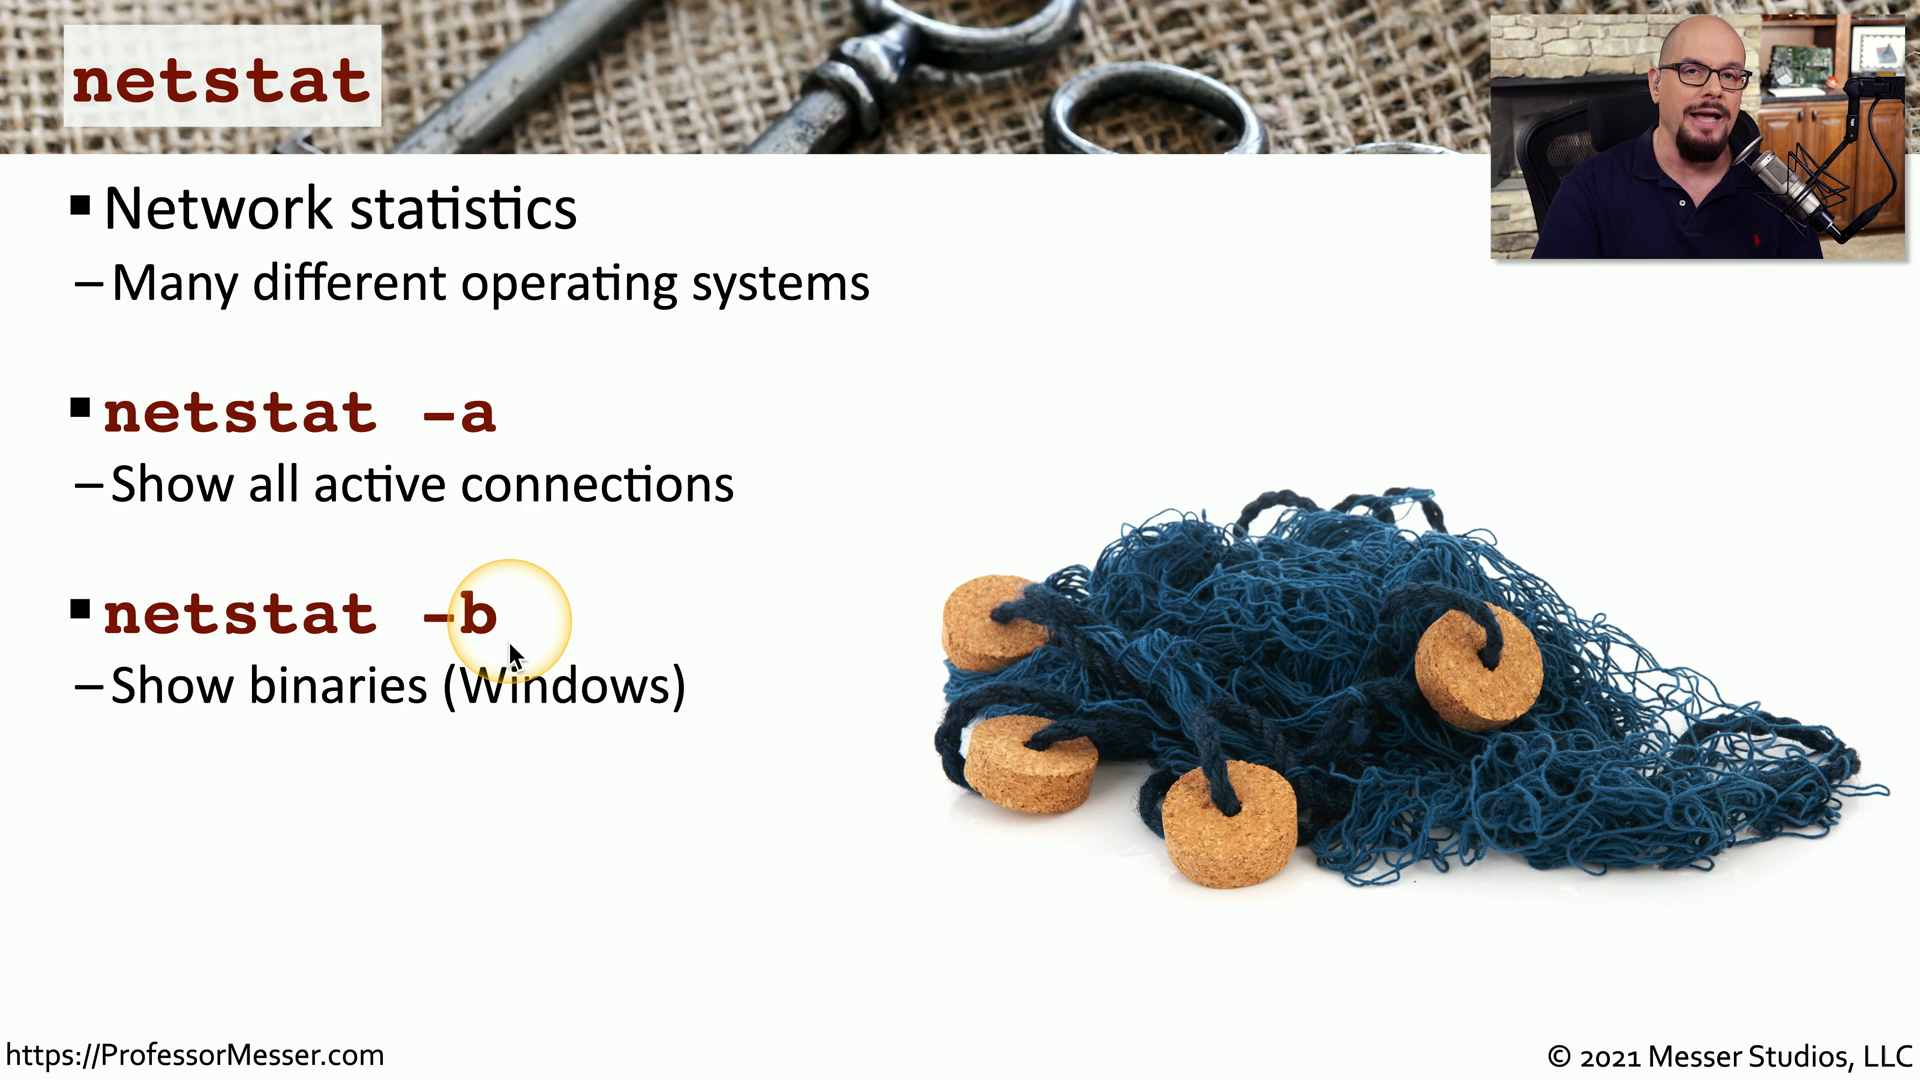 netstat
▪ Network statistics
– Many different operating systems
▪ netstat –a
– Show all active connections
▪ netstat –b
– Show binaries (Windows)
https://ProfessorMesser.com
© 2021 Messer Studios, LLC